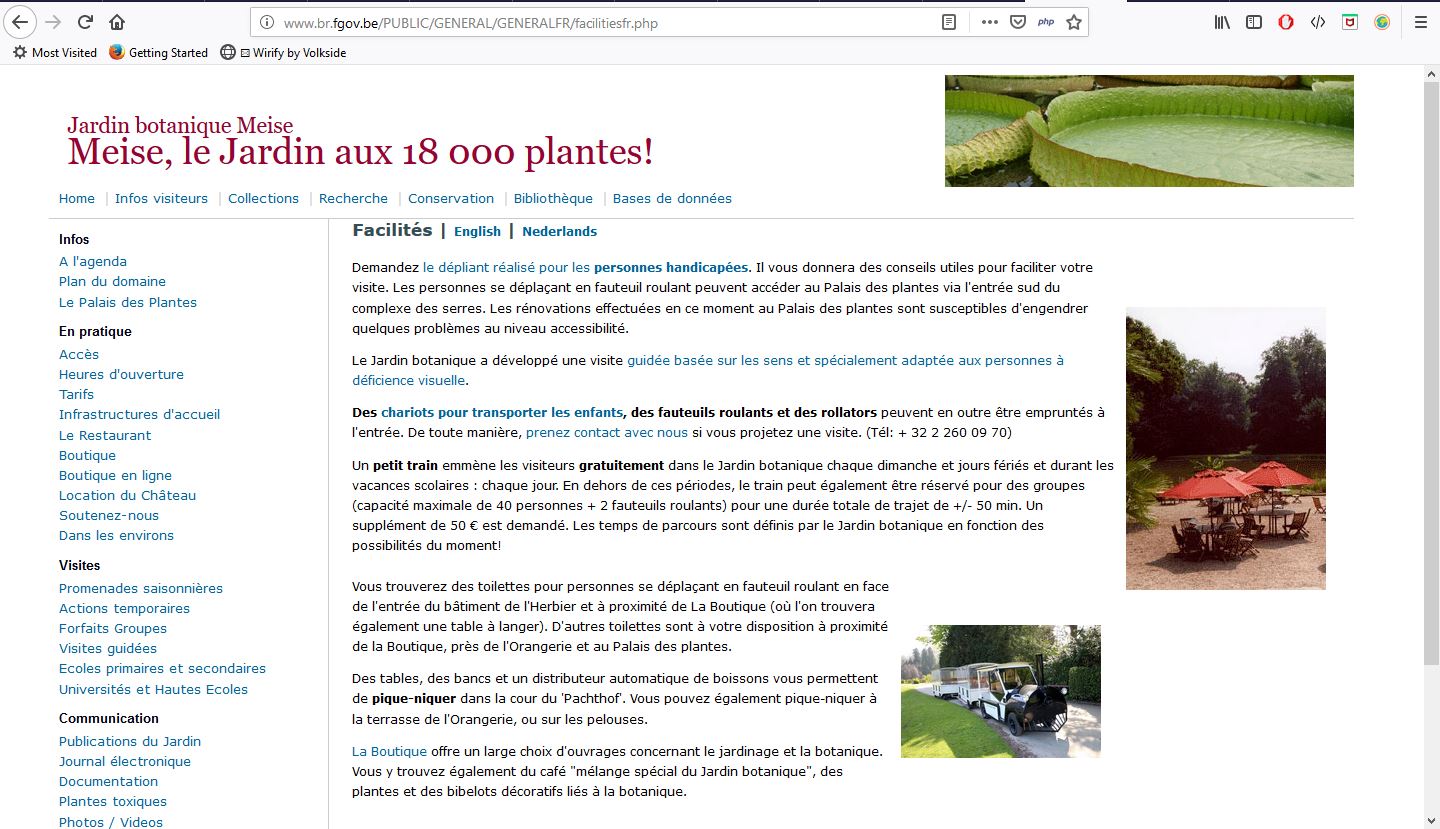 www.br.fgov.be/PUBLIC/GENERAL/GENERALFR/facilitiesfr.php
php
Most Visited
Getting Started
Wirify by Volkside
Jardin botanique Meise
Meise, le Jardin aux 18 000 plantes!
Home | Infos visiteurs | Collections | Recherche | Conservation | Bibliothèque | Bases de données
Infos
A l'agenda
Plan du domaine
Le Palais des Plantes
En pratique
Accès
Heures d'ouverture
Tarifs
Infrastructures d'accueil
Le Restaurant
Boutique
Boutique en ligne
Location du Château
Soutenez-nous
Dans les environs
Visites
Promenades saisonnières
Actions temporaires
Forfaits Groupes
Visites guidées
Ecoles primaires et secondaires
Universités et Hautes Ecoles
Communication
Publications du Jardin
Journal électronique
Documentation
Plantes toxiques
Photos / Videos
Facilités | English | Nederlands
Demandez le dépliant réalisé pour les personnes handicapées. Il vous donnera des conseils utiles pour faciliter votre
visite. Les personnes se déplaçant en fauteuil roulant peuvent accéder au Palais des plantes via l'entrée sud du
complexe des serres. Les rénovations effectuées en ce moment au Palais des plantes sont susceptibles d'engendrer
quelques problèmes au niveau accessibilité.
Le Jardin botanique a développé une visite guidée basée sur les sens et spécialement adaptée aux personnes à
déficience visuelle.
Des chariots pour transporter les enfants, des fauteuils roulants et des rollators peuvent en outre être empruntés à
l'entrée. De toute manière, prenez contact avec nous si vous projetez une visite. (Tél: + 32 2 260 09 70)
Un petit train emmène les visiteurs gratuitement dans le Jardin botanique chaque dimanche et jours fériés et durant les
vacances scolaires : chaque jour. En dehors de ces périodes, le train peut également être réservé pour des groupes
(capacité maximale de 40 personnes + 2 fauteuils roulants) pour une durée totale de trajet de +/- 50 min. Un
supplément de 50 € est demandé. Les temps de parcours sont définis par le Jardin botanique en fonction des
possibilités du moment!
Vous trouverez des toilettes pour personnes se déplaçant en fauteuil roulant en face
de l'entrée du bâtiment de l'Herbier et à proximité de La Boutique (où l'on trouvera
également une table à langer). D'autres toilettes sont à votre disposition à proximité
de la Boutique, près de l'Orangerie et au Palais des plantes.
Des tables, des bancs et un distributeur automatique de boissons vous permettent
de pique-niquer dans la cour du 'Pachthof'. Vous pouvez également pique-niquer à
la terrasse de l'Orangerie, ou sur les pelouses.
La Boutique offre un large choix d'ouvrages concernant le jardinage et la botanique.
Vous y trouvez également du café "mélange spécial du Jardin botanique", des
plantes et des bibelots décoratifs liés à la botanique.